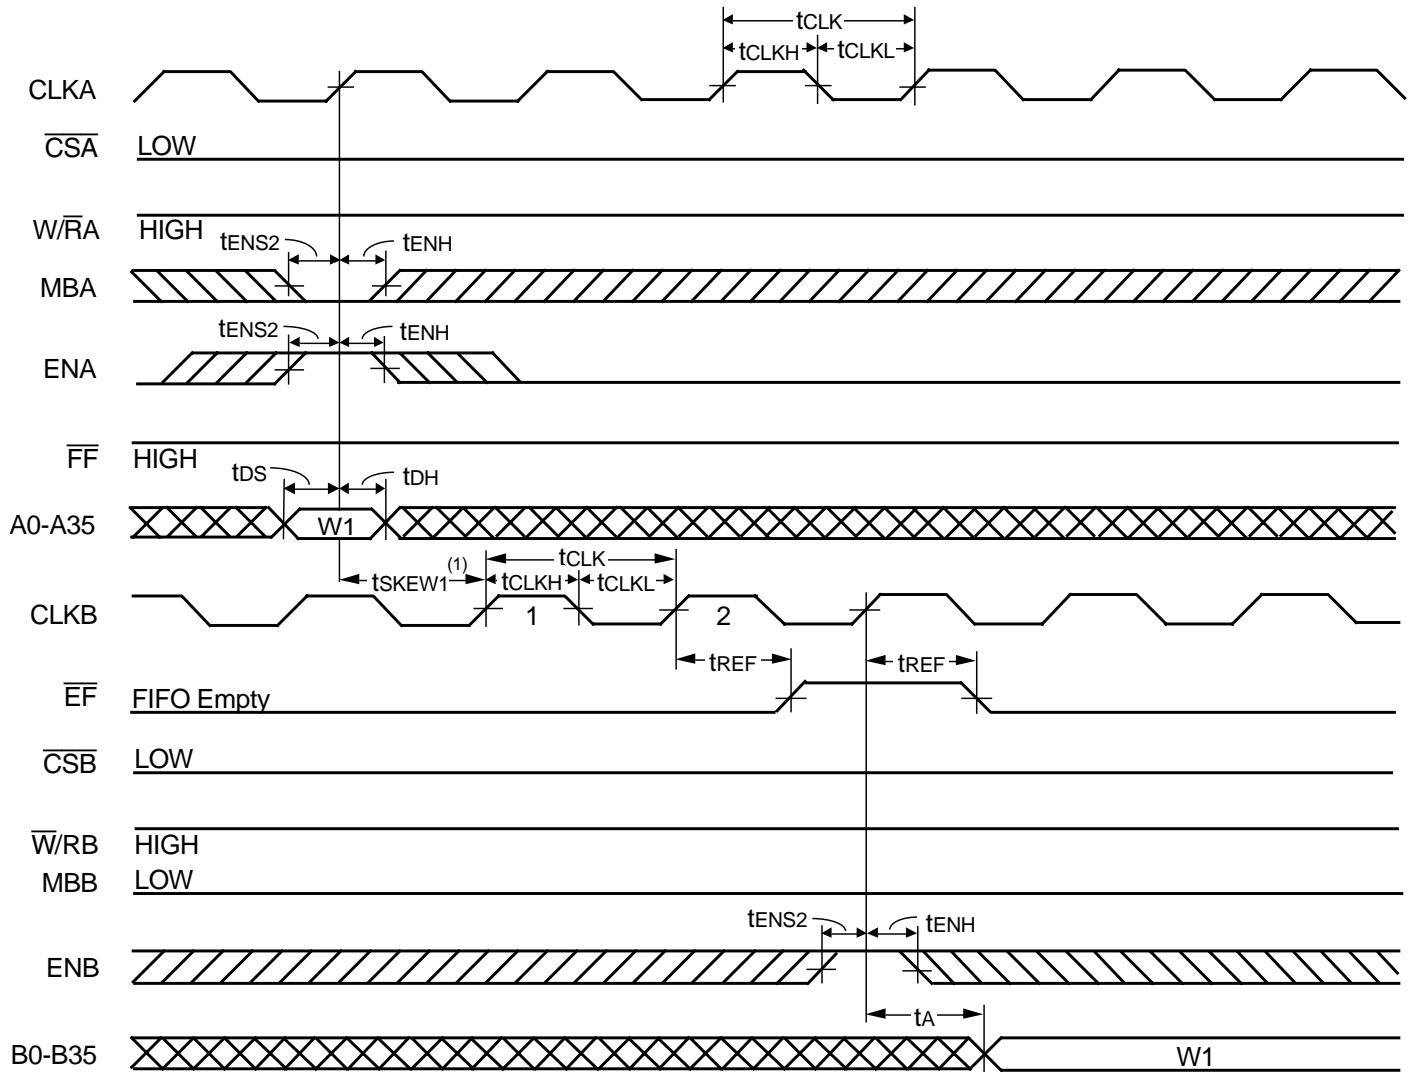 tCLK
tCLKH tCLKL
CLKA
CSA LOW
W/RA HIGH
tENS2 tENH
MBA
tENS2 tENH
ENA
FF HIGH
tDS tDH
A0-A35 W1
tSKEW1(1) tCLK
tCLKH tCLKL
CLKB 1 2
tREF tREF
EF FIFO Empty
CSB LOW
W/RB HIGH
MBB LOW
tENS2 tENH
ENB
tA
B0-B35 W1